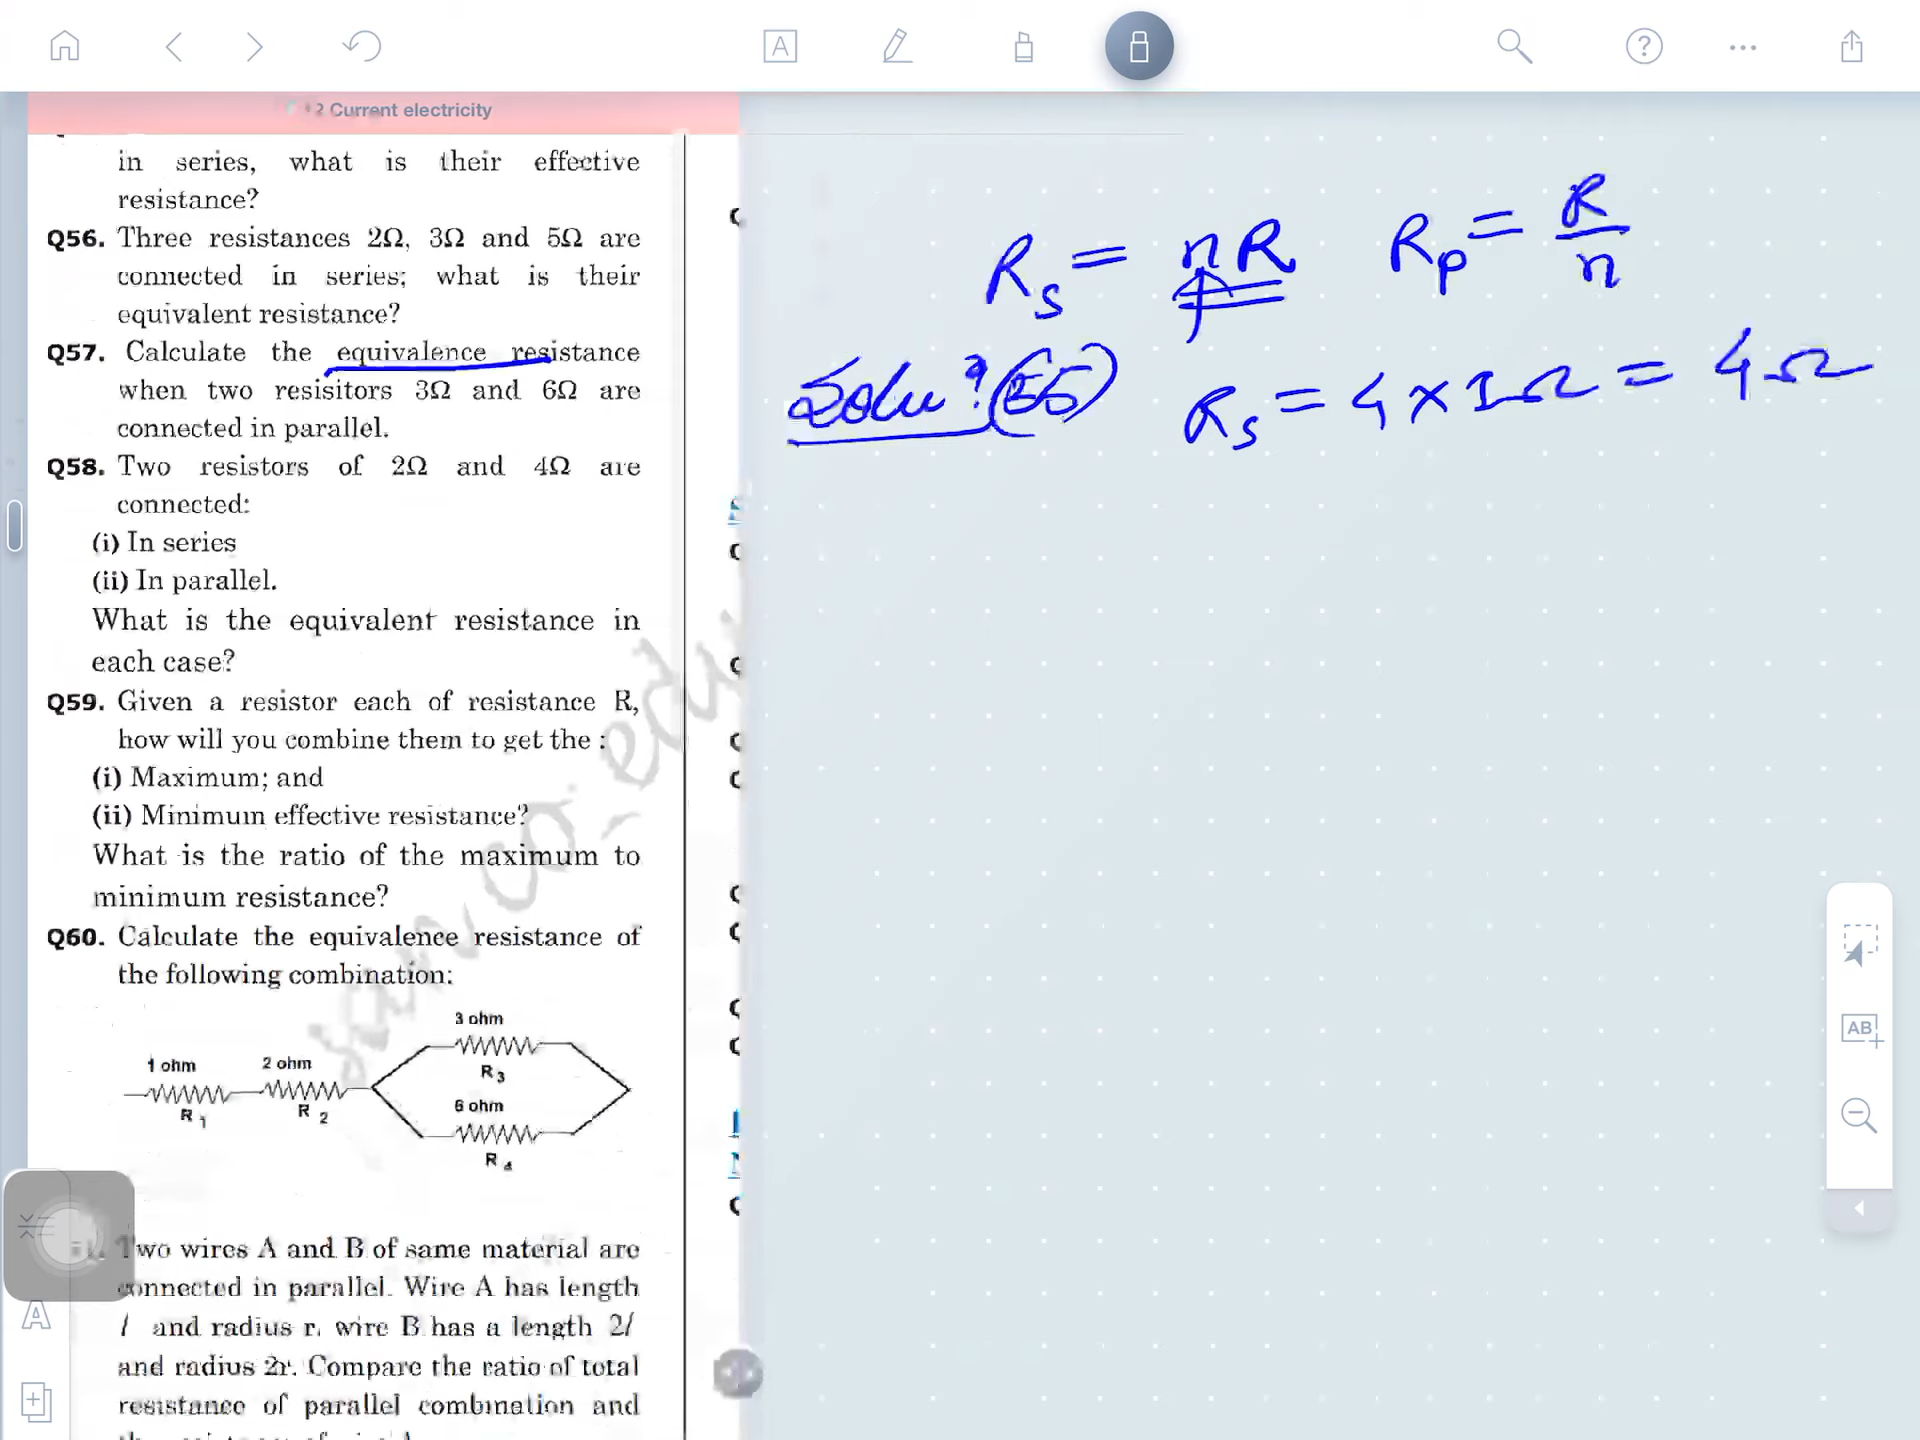 Current electricity
in series, what is their effective
resistance?
Q56. Three resistances 2Ω, 3Ω and 5Ω are
connected in series; what is their
equivalent resistance?
Q57. Calculate the equivalence resistance
when two resisitors 3Ω and 6Ω are
connected in parallel.
Q58. Two resistors of 2Ω and 4Ω are
connected:
(i) In series
(ii) In parallel.
What is the equivalent resistance in
each case?
Q59. Given a resistor each of resistance R,
how will you combine them to get the :
(i) Maximum; and
(ii) Minimum effective resistance?
What is the ratio of the maximum to
minimum resistance?
Q60. Calculate the equivalence resistance of
the following combination:
3 ohm
1 ohm 2 ohm
R3
R1 R2
6 ohm
R4
Two wires A and B of same material are
connected in parallel. Wire A has length
l and radius r. wire B has a length 2l
and radius 2r. Compare the ratio of total
resistance of parallel combination and
Rs = nR Rp = R/n
Solun (55) Rs = 4 × 1Ω = 4Ω
A
AB
A